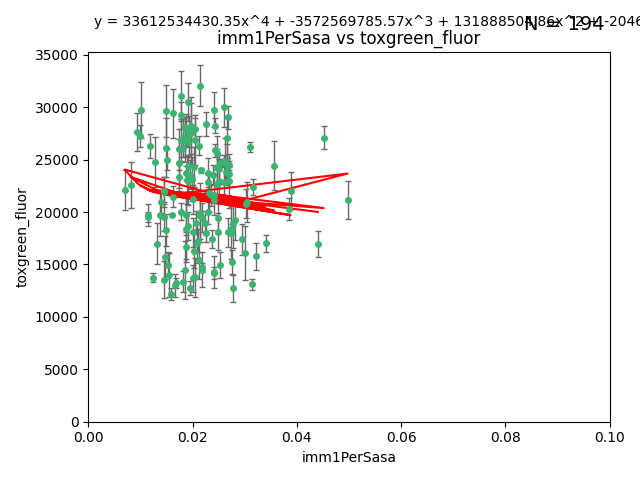 y = 33612534430.35x^4 + -3572569785.57x^3 + 131888504.86x^2 + -2046
N = 194
imm1PerSasa vs toxgreen_fluor
35000
30000
25000
20000
15000
10000
5000
0
toxgreen_fluor
0.00 0.02 0.04 0.06 0.08 0.10
imm1PerSasa